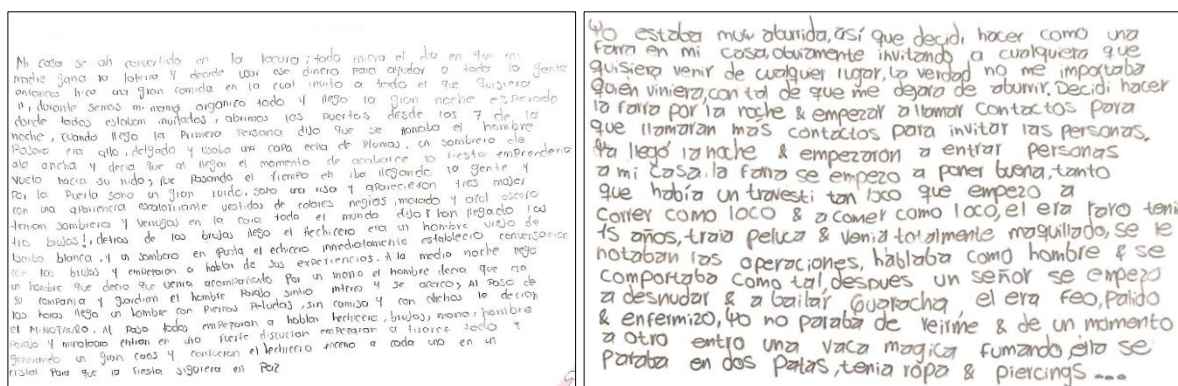 Mi casa se ah convertido en la locura; todo inicia el dia en que mi
madre gana la loteria y decide usar ese dinero para ayudar a toda la gente
entonces hizo una gran comida en la cual invito a todo el que quisiera
ir, durante semas mi mamá organizo todo y llego la gran noche esperada
donde todos estaban invitados, abrimos las puertas desde las 7 de la
noche, cuando llego la Primera Persona dijo que se llamaba el hombre
Pajaro era alto, delgado y usaba una capa echa de Plumas, un sombrero de
ala ancha y decia que al llegar el momento de acabarce la fiesta emprenderia
vuelo hacia su nido; fue Pasando el tiempo e iba llegando la gente y
Por la Puerta sono un gran ruido, sono una risa y aparecieron tres mujer
con una apariencia escalofriante vestidas de colores negros, morado y azul oscuro
tenian sombreros y verrugas en la cara todo el mundo dijo ¡han llegado las
tres brujas!, detras de las brujas llego el Hechicero era un hombre viejo de
barba blanca, y un sombrero en Punta el echicero inmediatamente establecio conversacion
con las brujas y empezaron a hablar de sus experiencias. A la media noche llego
un hombre que decia que venia acompañado Por un mono el hombre decia que era
su compañia y guardian el hombre Pajaro sintio interes y se acerco; Al Paso de
las horas llego un hombre con Piernas Peludas, sin camisa y con cachos le decian
el MINOTAURO. Al Paso todos emPezaron a hablar hechicero, brujas, mono, hombre
Pajaro y minotauro entran en una fuerte discucion empezaron a tirarce todo y
generando un gran caos y el hechicero encerro a cada uno en un
cristal Para que la fiesta siguiera en Paz
Yo estaba muy aburrida, así que decidi hacer como una
farra en mi casa, obviamente invitando a cualquiera que
quisiera venir de cualquier lugar, la verdad no me importaba
quien viniera, con tal de que me dejara de aburrir. Decidi hacer
la farra por la noche & empezar a llamar contactos para
que llamaran mas contactos para invitar las personas.
Ya llegó la noche & empezaron a entrar personas
a mi casa, la farra se empezo a poner buena, tanto
que había un travesti tan loco que empezo a
correr como loco & a comer como loco, el era raro tenia
15 años, traia peluca & venia totalmente maquillado, se le
notaban las operaciones, hablaba como hombre & se
comportaba como tal, despues un señor se empezo
a desnudar & a bailar Guaracha, el era feo, palido
& enfermizo, yo no paraba de reirme & de un momento
a otro entro una vaca magica fumando, ella se
paraba en dos patas, tenia ropa & piercings ...